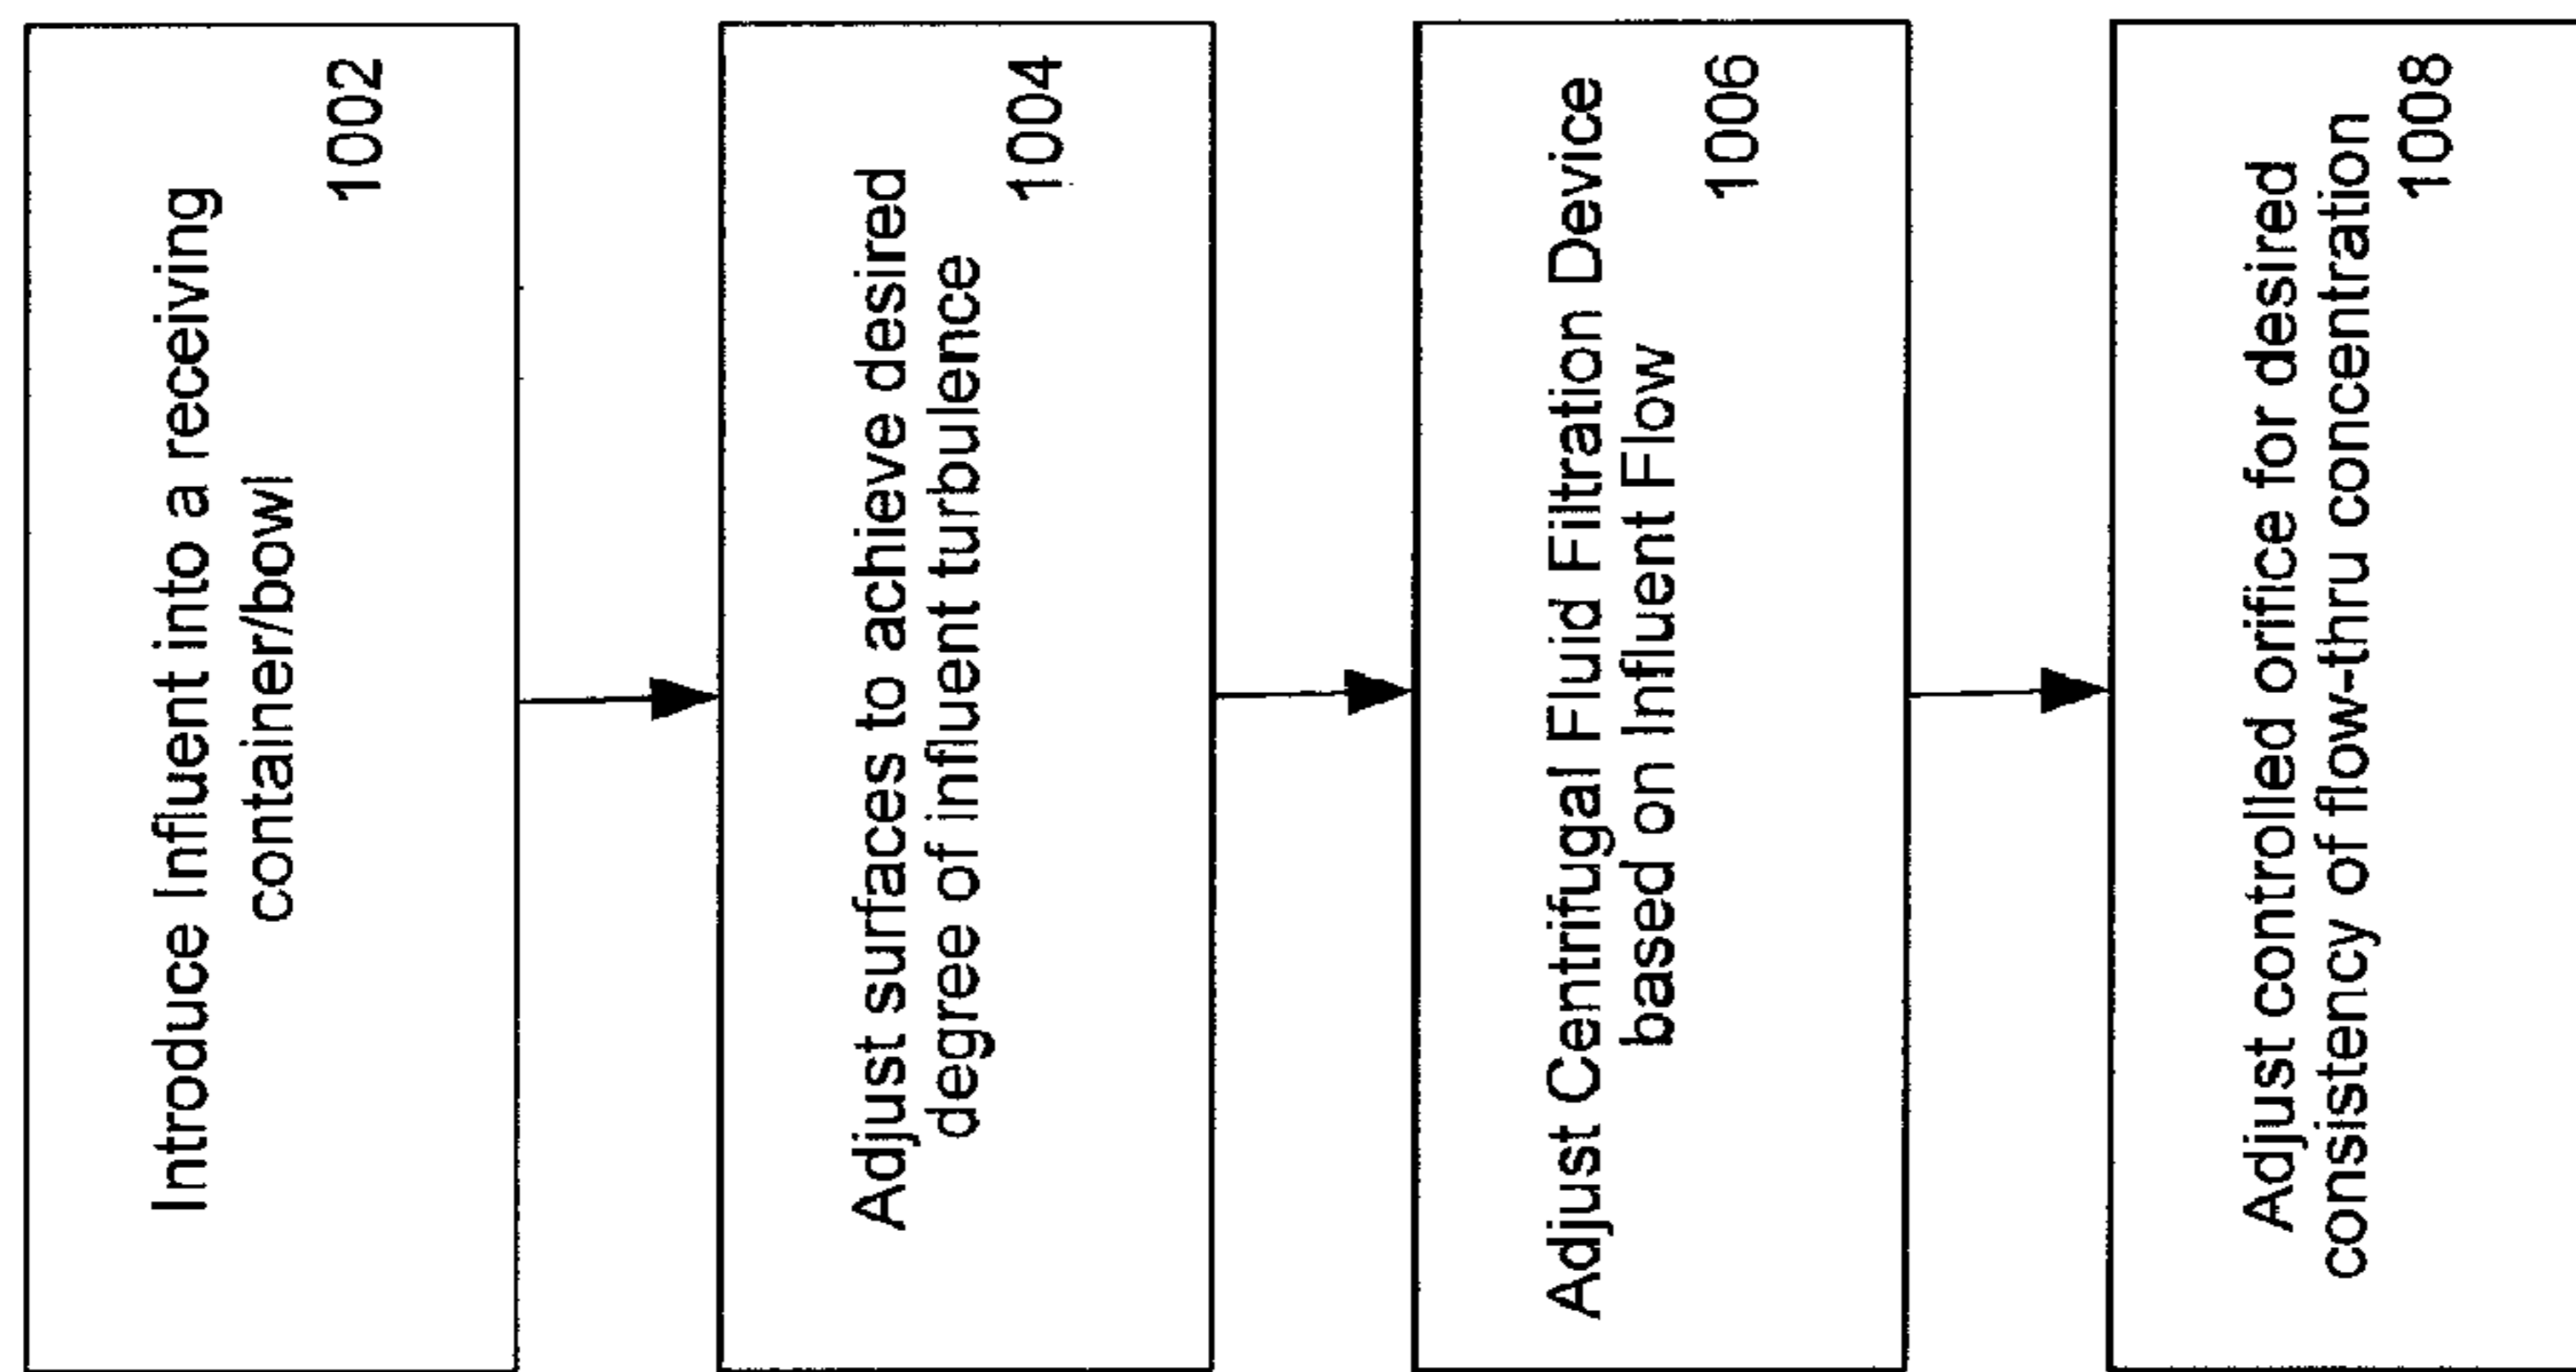 Introduce Influent into a receiving
container/bowl
1002
Adjust surfaces to achieve desired
degree of influent turbulence
1004
Adjust Centrifugal Fluid Filtration Device
based on Influent Flow
1006
Adjust controlled orifice for desired
consistency of flow-thru concentration
1008